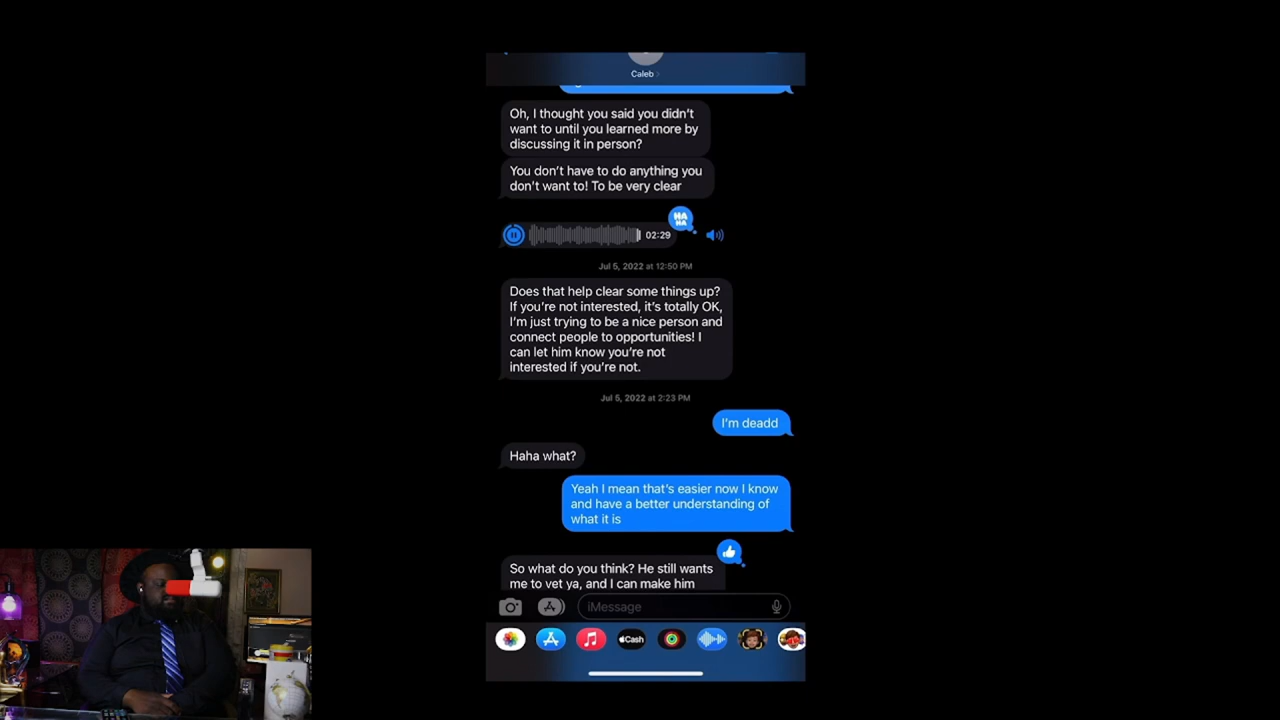 Caleb
Oh, I thought you said you didn't
want to until you learned more by
discussing it in person?
You don't have to do anything you
don't want to! To be very clear
HA
HA
02:29
Jul 5, 2022 at 12:50 PM
Does that help clear some things up?
If you're not interested, it's totally OK,
I'm just trying to be a nice person and
connect people to opportunities! I
can let him know you're not
interested if you're not.
Jul 5, 2022 at 2:23 PM
I'm deadd
Haha what?
Yeah I mean that's easier now I know
and have a better understanding of
what it is
So what do you think? He still wants
me to vet ya, and I can make him
iMessage
Cash